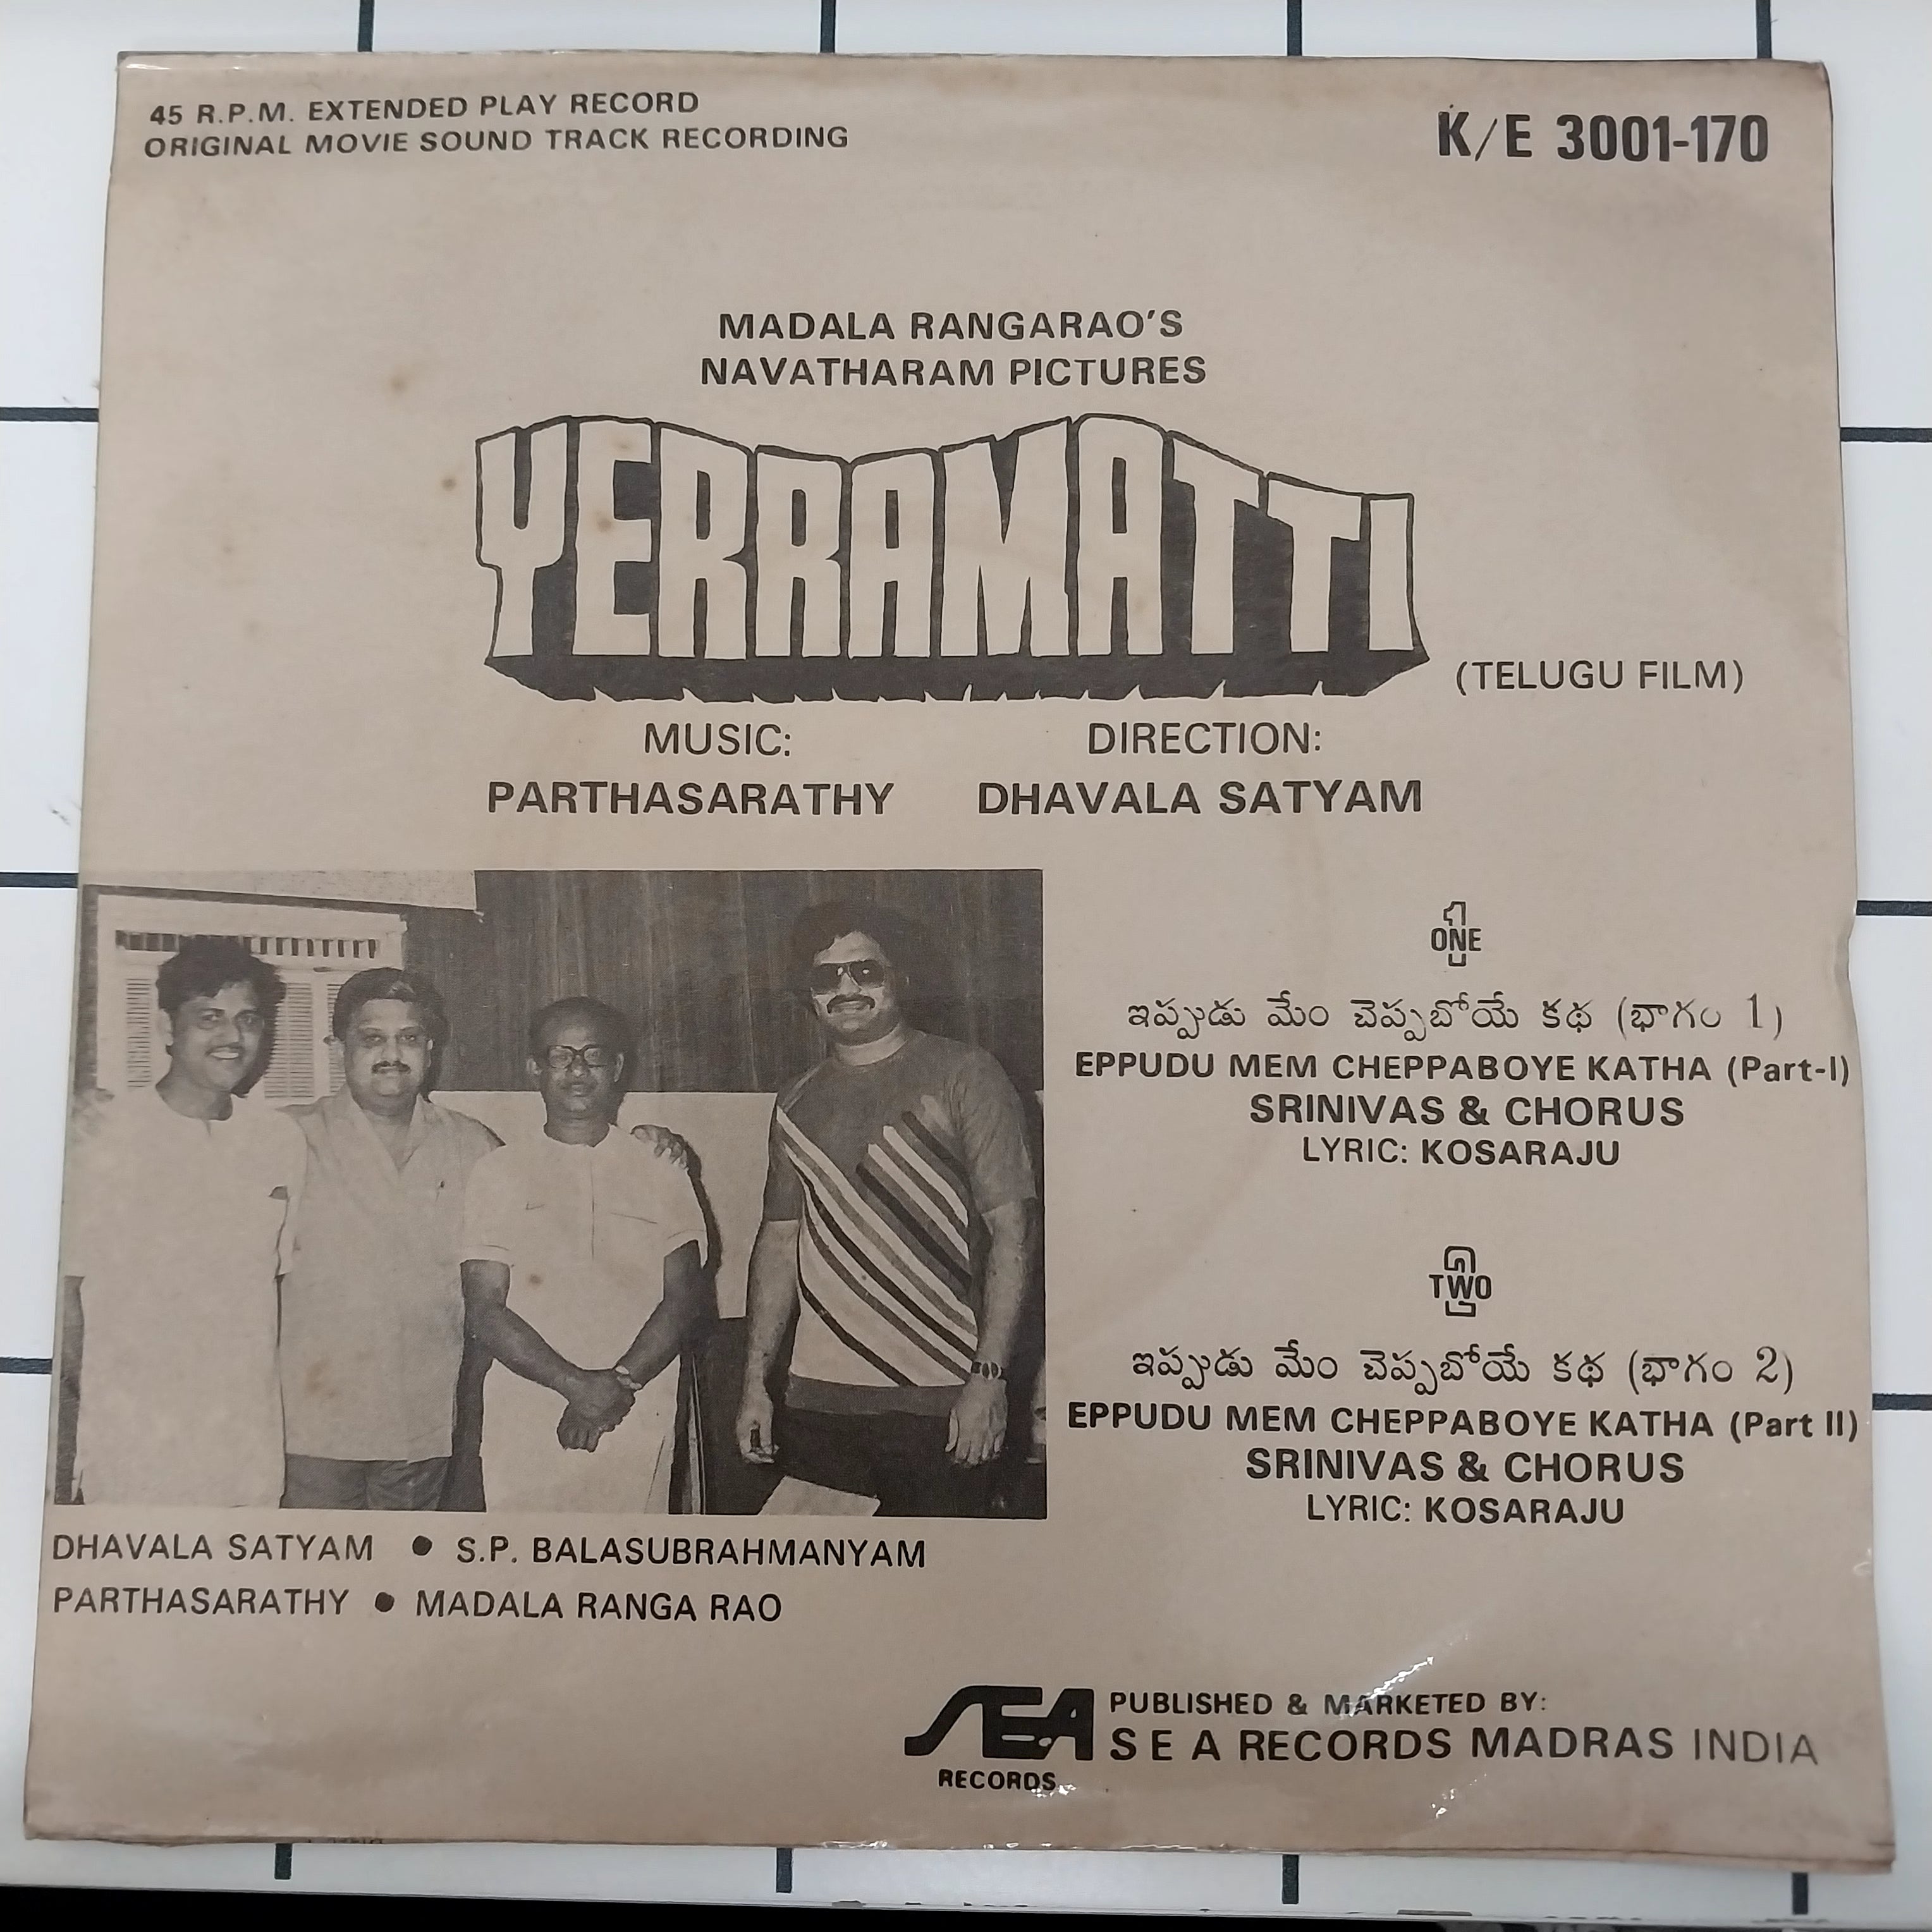 45 R.P.M. EXTENDED PLAY RECORD
ORIGINAL MOVIE SOUND TRACK RECORDING
K/E 3001-170
MADALA RANGARAO'S
NAVATHARAM PICTURES
YERRAMATTI
(TELUGU FILM)
MUSIC:
PARTHASARATHY
DIRECTION:
DHAVALA SATYAM
1
ONE
ఇప్పుడు మేం చెప్పబోయే కథ (భాగం 1)
EPPUDU MEM CHEPPABOYE KATHA (Part-I)
SRINIVAS & CHORUS
LYRIC: KOSARAJU
2
TWO
ఇప్పుడు మేం చెప్పబోయే కథ (భాగం 2)
EPPUDU MEM CHEPPABOYE KATHA (Part II)
SRINIVAS & CHORUS
LYRIC: KOSARAJU
DHAVALA SATYAM ● S.P. BALASUBRAHMANYAM
PARTHASARATHY ● MADALA RANGA RAO
SEA
RECORDS
PUBLISHED & MARKETED BY:
S E A RECORDS MADRAS INDIA